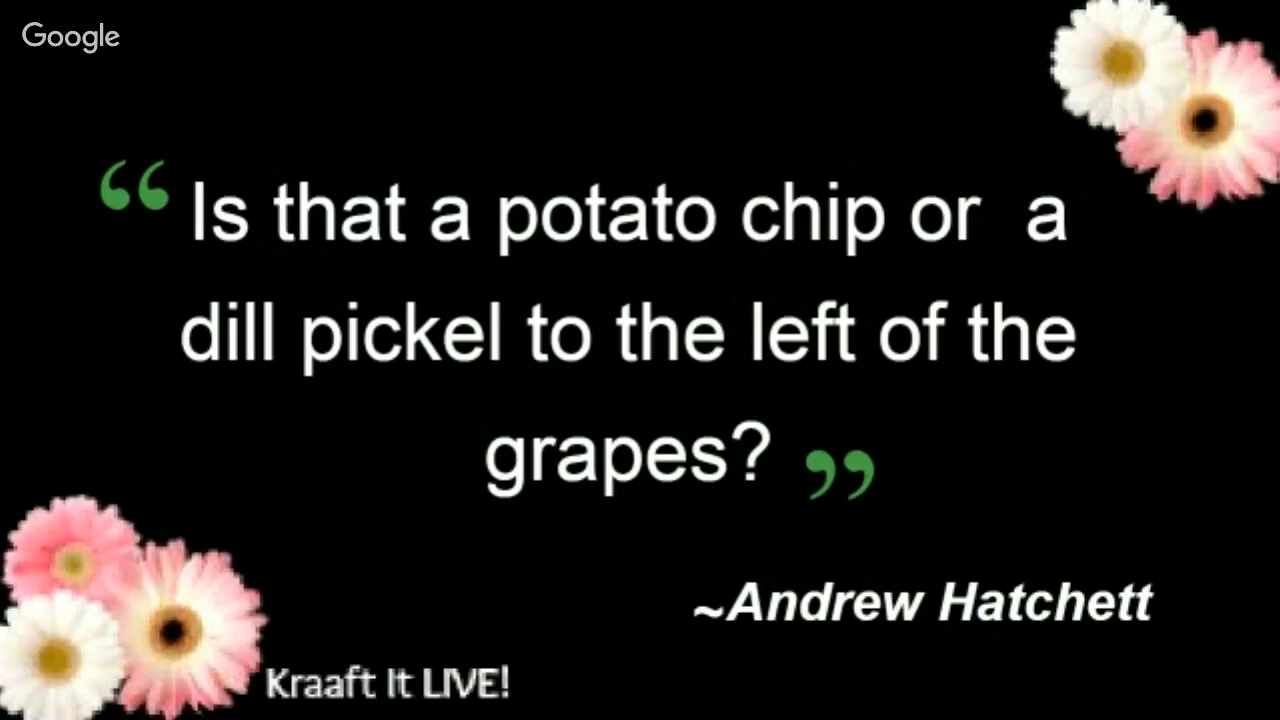 Google
“Is that a potato chip or a
dill pickel to the left of the
grapes?”
~Andrew Hatchett
Kraaft It LIVE!